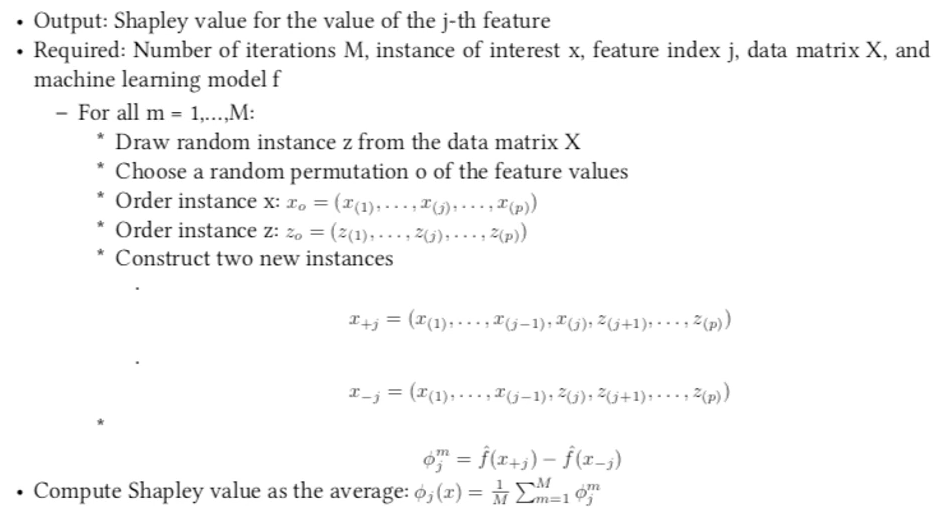 • Output: Shapley value for the value of the j-th feature
• Required: Number of iterations M, instance of interest x, feature index j, data matrix X, and
machine learning model f
– For all m = 1,...,M:
* Draw random instance z from the data matrix X
* Choose a random permutation o of the feature values
* Order instance x: $x_o = (x_{(1)}, \ldots, x_{(j)}, \ldots, x_{(p)})$
* Order instance z: $z_o = (z_{(1)}, \ldots, z_{(j)}, \ldots, z_{(p)})$
* Construct two new instances
·
$x_{+j} = (x_{(1)}, \ldots, x_{(j-1)}, x_{(j)}, z_{(j+1)}, \ldots, z_{(p)})$
·
$x_{-j} = (x_{(1)}, \ldots, x_{(j-1)}, z_{(j)}, z_{(j+1)}, \ldots, z_{(p)})$
*
$\phi_j^m = \hat{f}(x_{+j}) - \hat{f}(x_{-j})$
• Compute Shapley value as the average: $\phi_j(x) = \frac{1}{M} \sum_{m=1}^{M} \phi_j^m$